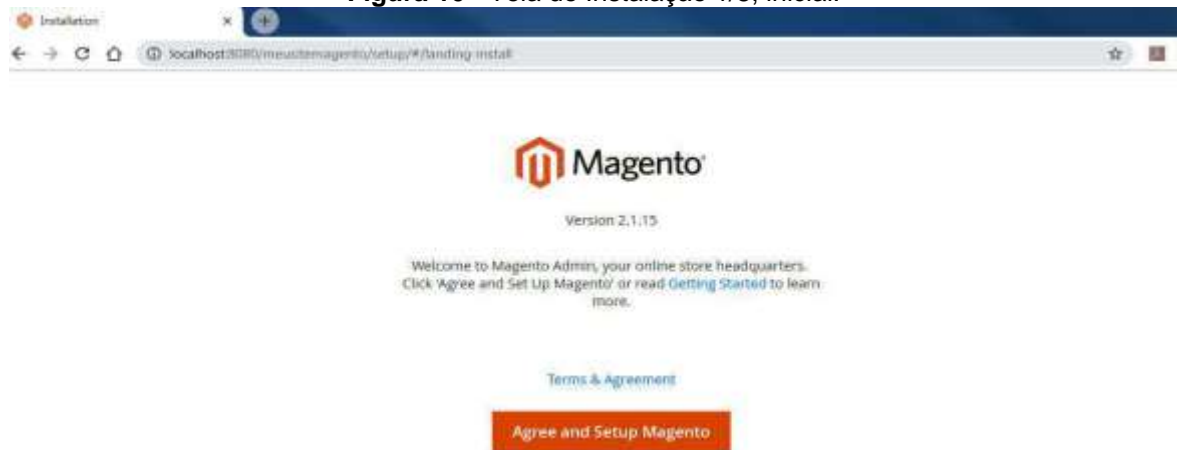 Installation
localhost:8080/meusitemagento/setup/#/landing-install
Magento
Version 2.1.15
Welcome to Magento Admin, your online store headquarters.
Click 'Agree and Set Up Magento' or read Getting Started to learn
more.
Terms & Agreement
Agree and Setup Magento